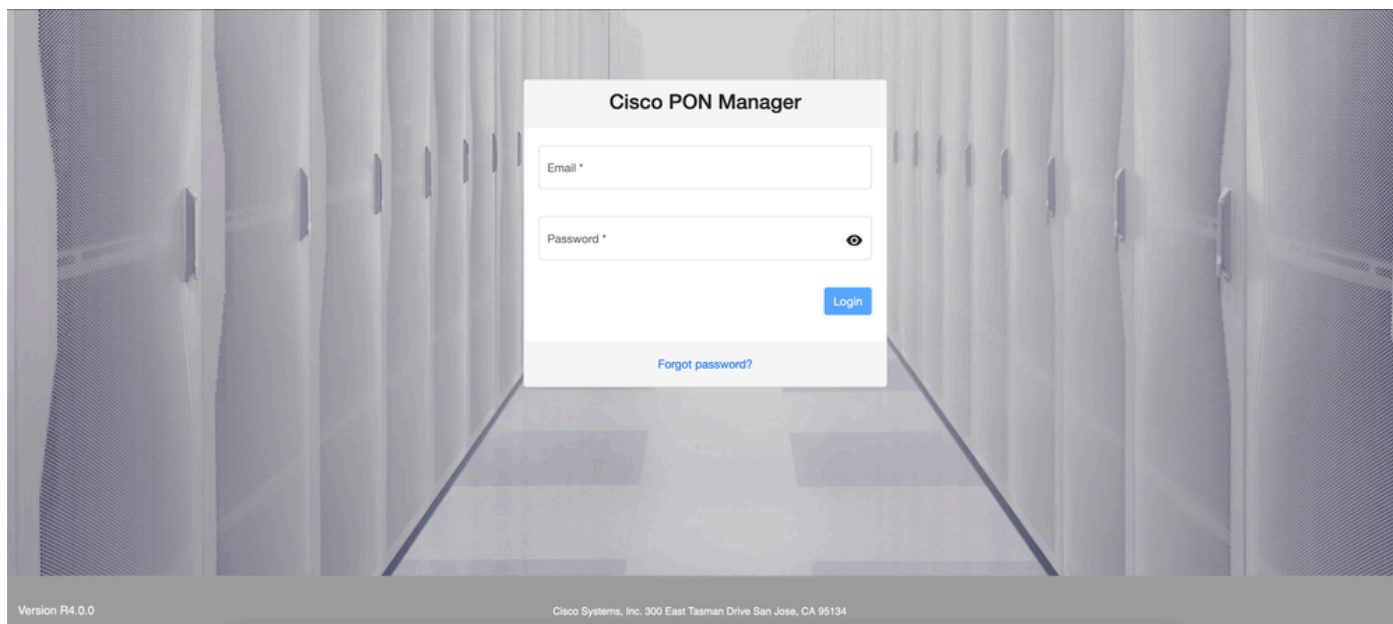 Cisco PON Manager
Email *
Password *
Login
Forgot password?
Version R4.0.0
Cisco Systems, Inc. 300 East Tasman Drive San Jose, CA 95134